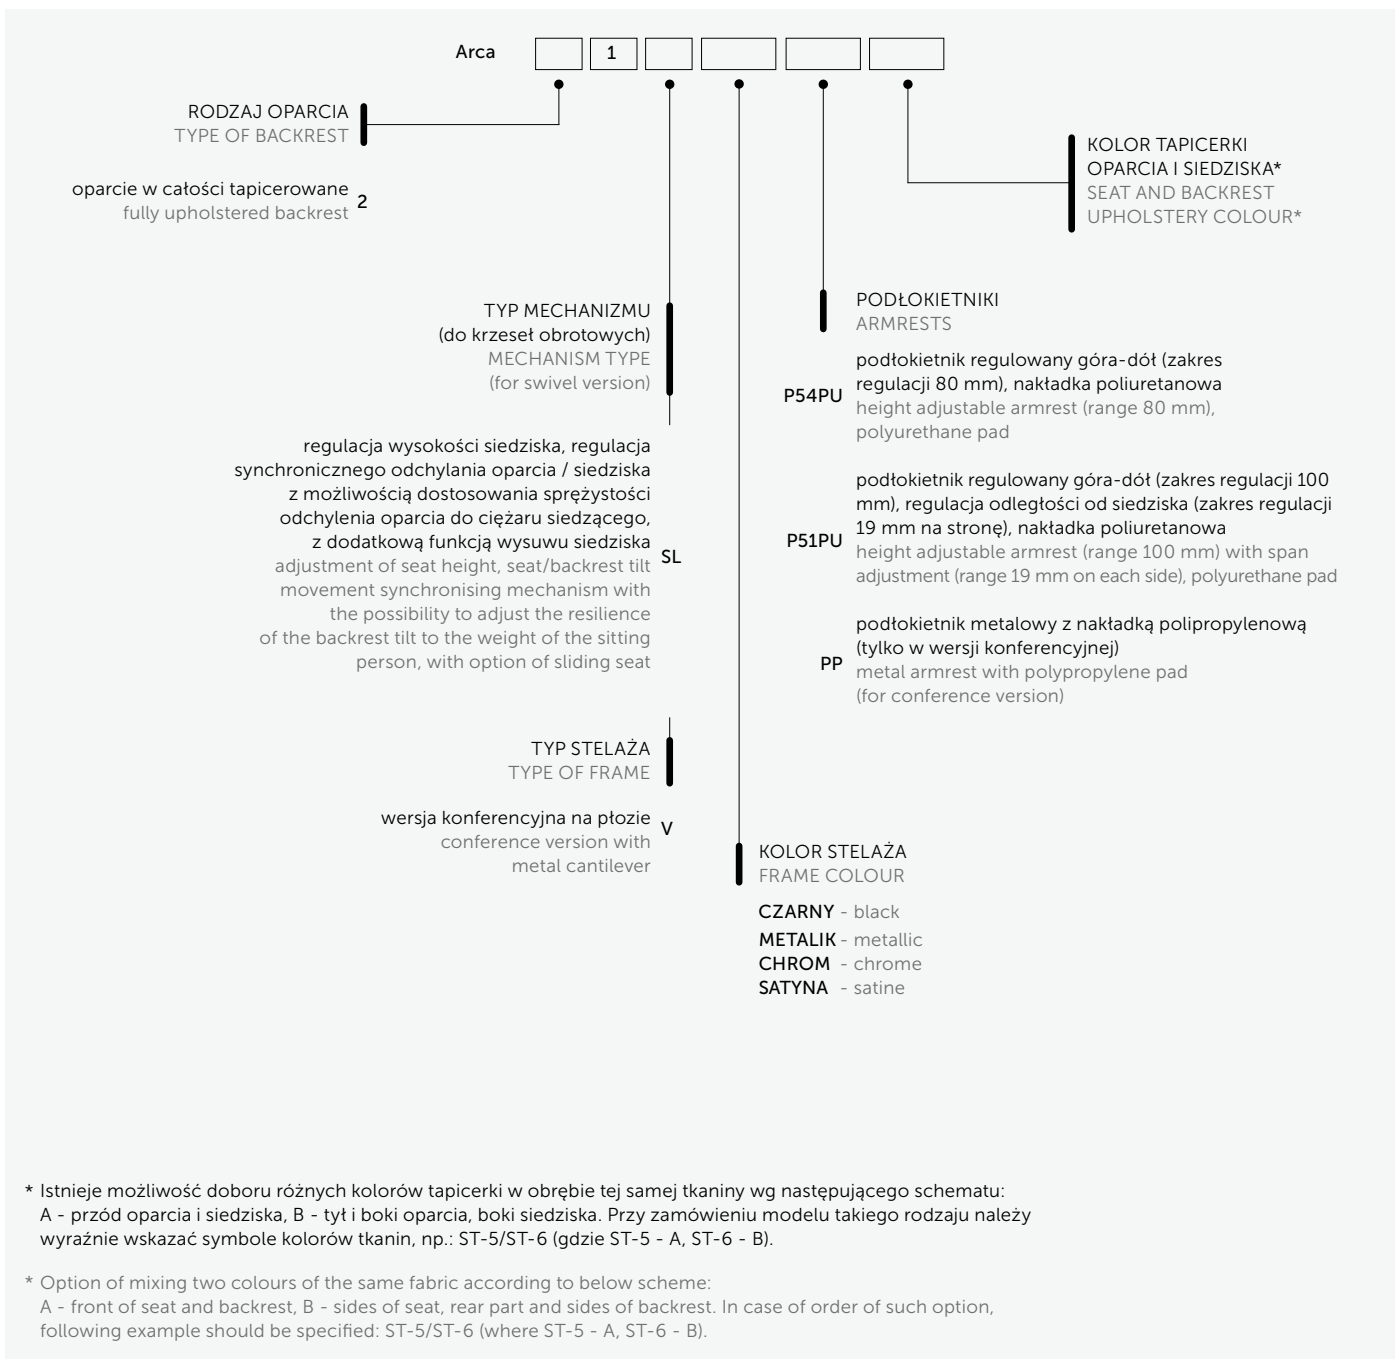 Arca 1
RODZAJ OPARCIA
TYPE OF BACKREST
oparcie w całości tapicerowane
fully upholstered backrest
2
KOLOR TAPICERKI
OPARCIA I SIEDZISKA*
SEAT AND BACKREST
UPHOLSTERY COLOUR*
TYP MECHANIZMU
(do krzeseł obrotowych)
MECHANISM TYPE
(for swivel version)
regulacja wysokości siedziska, regulacja
synchronicznego odchylania oparcia / siedziska
z możliwością dostosowania sprężystości
odchylenia oparcia do ciężaru siedzącego,
z dodatkową funkcją wysuwu siedziska
adjustment of seat height, seat/backrest tilt
movement synchronising mechanism with
the possibility to adjust the resilience
of the backrest tilt to the weight of the sitting
person, with option of sliding seat
SL
TYP STELAŻA
TYPE OF FRAME
wersja konferencyjna na płozie
conference version with
metal cantilever
V
PODŁOKIETNIKI
ARMRESTS
P54PU
podłokietnik regulowany góra-dół (zakres
regulacji 80 mm), nakładka poliuretanowa
height adjustable armrest (range 80 mm),
polyurethane pad
P51PU
podłokietnik regulowany góra-dół (zakres regulacji 100
mm), regulacja odległości od siedziska (zakres regulacji
19 mm na stronę), nakładka poliuretanowa
height adjustable armrest (range 100 mm) with span
adjustment (range 19 mm on each side), polyurethane pad
PP
podłokietnik metalowy z nakładką polipropylenową
(tylko w wersji konferencyjnej)
metal armrest with polypropylene pad
(for conference version)
KOLOR STELAŻA
FRAME COLOUR
CZARNY - black
METALIK - metallic
CHROM - chrome
SATYNA - satine
* Istnieje możliwość doboru różnych kolorów tapicerki w obrębie tej samej tkaniny wg następującego schematu:
A - przód oparcia i siedziska, B - tył i boki oparcia, boki siedziska. Przy zamówieniu modelu takiego rodzaju należy
wyraźnie wskazać symbole kolorów tkanin, np.: ST-5/ST-6 (gdzie ST-5 - A, ST-6 - B).
* Option of mixing two colours of the same fabric according to below scheme:
A - front of seat and backrest, B - sides of seat, rear part and sides of backrest. In case of order of such option,
following example should be specified: ST-5/ST-6 (where ST-5 - A, ST-6 - B).